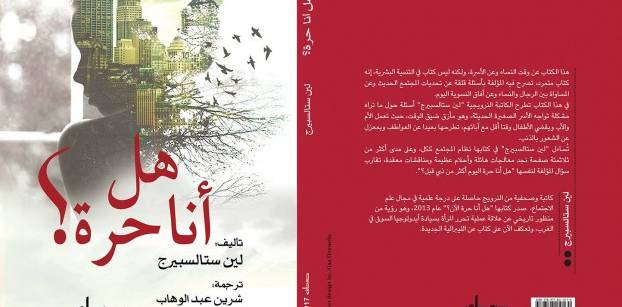 هل
أنا حرة؟
تأليف:
لين ستالسبيرج
ترجمة:
شرين عبد الوهاب
هل أنا حرة؟
لين ستالسبيرج
هذا الكتاب عن وقت النساء وعن الأسرة، ولكنه ليس كتاب في التنمية البشرية، إنه
كتاب متمرد، تصرح فيه المؤلفة بأسئلة قلقة عن تحديات المجتمع الحديث وعن
المساواة بين الرجال والنساء وعن آفاق النسوية اليوم.
في هذا الكتاب تطرح الكاتبة النرويجية "لين ستالسبيرج" أسئلة حول ما تراه
مشكلة تواجه الأسر الصغيرة الحديثة، وهو مأزق ضيق الوقت، حيث تعمل الأم
والأب ويقضي الأطفال وقتا أقل مع آبائهم، تطرحها بعيدا عن العواطف وبمعزل
عن الشعور بالذنب.
تُساءل "لين ستالسبيرج" في كتابها نظام المجتمع ككل، وعلى مدى أكثر من
ثلاثمئة صفحة نجد معالجات هائلة وأحلام عظيمة ومناقشات معقدة، تقارب
سؤال المؤلفة لنفسها "هل أنا حرة اليوم أكثر من ذي قبل؟".
لين ستالسبيرج
كاتبة وصحفية من النرويج حاصلة على درجة علمية في مجال علم
الاجتماع. صدر كتابها "هل أنا حرة الآن؟" عام 2013، وهو رؤية من
منظور تاريخي عن علاقة عملية تحرر المرأة بسيادة أيدولوجيا السوق في
الغرب، وتعكف الآن على كتاب عن الليبرالية الجديدة.